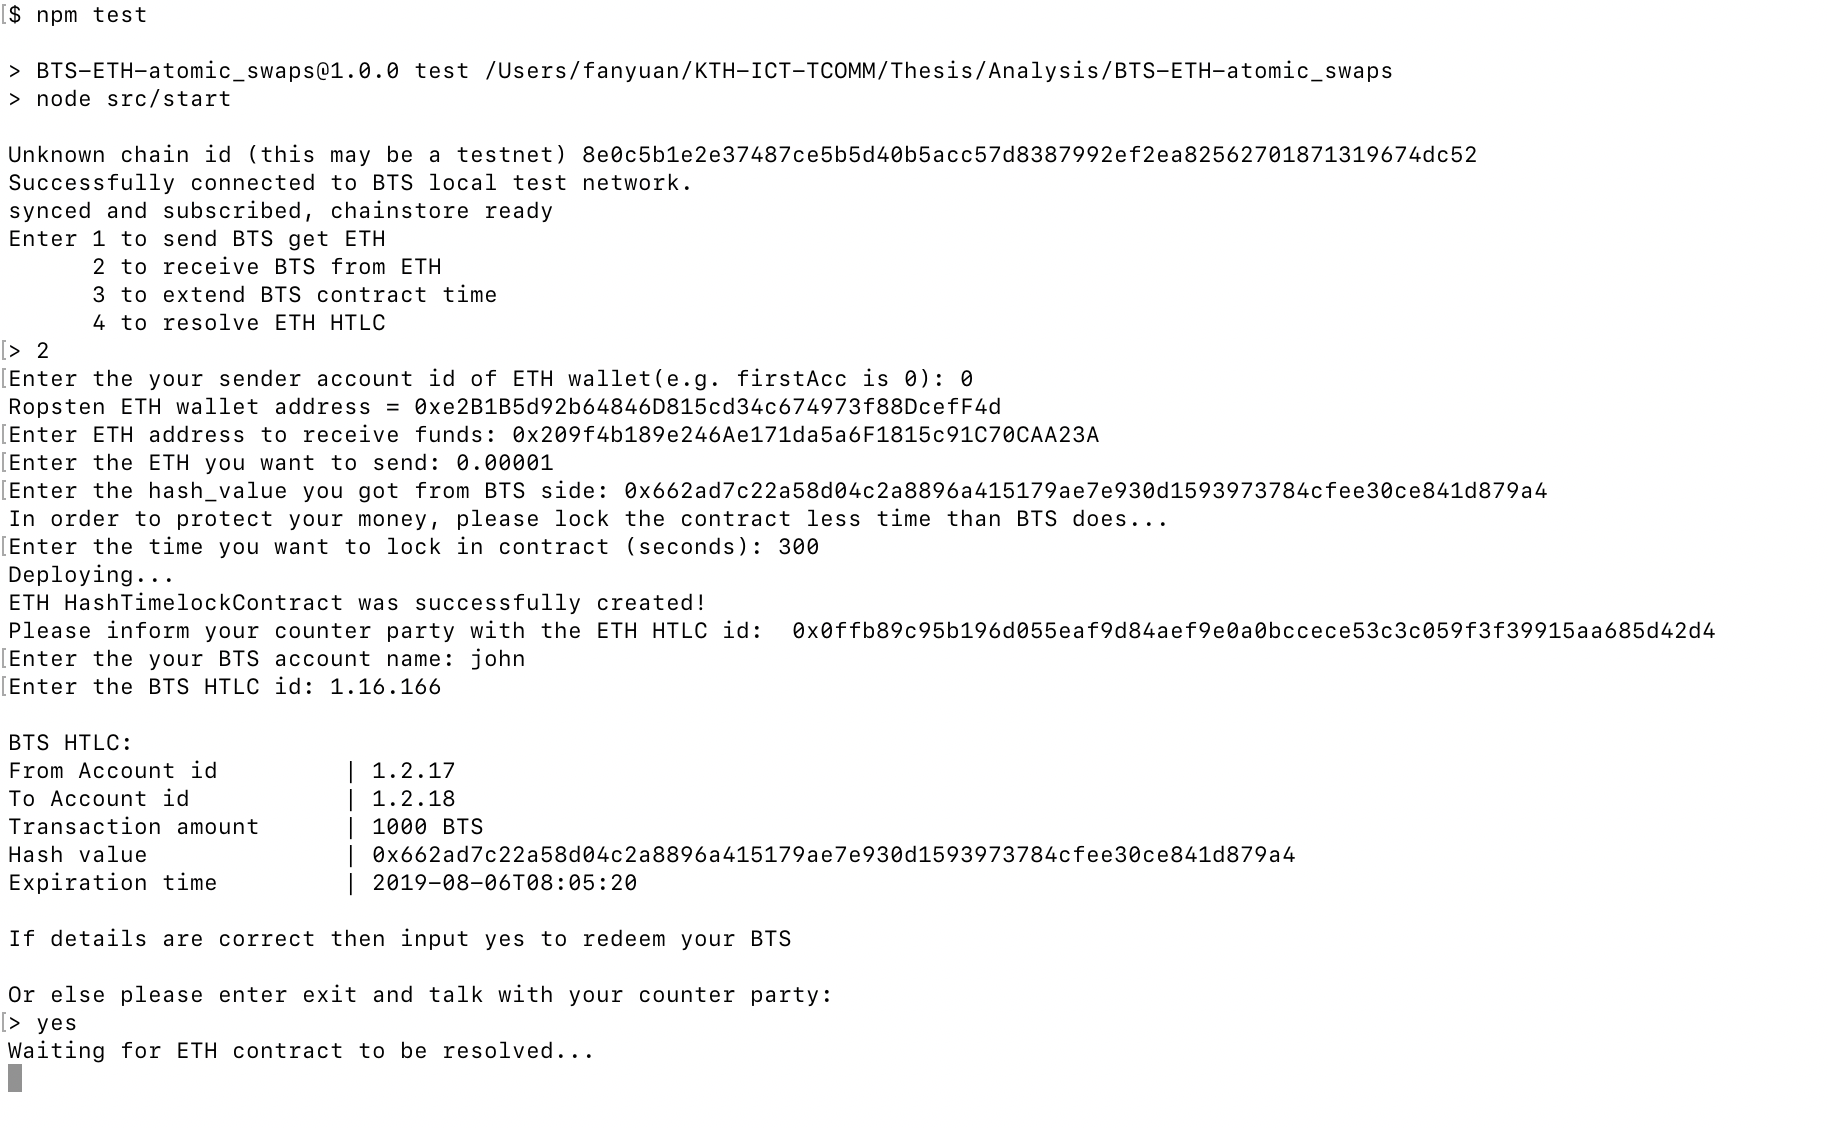 $ npm test
> BTS-ETH-atomic_swaps@1.0.0 test /Users/fanyuan/KTH-ICT-TCOMM/Thesis/Analysis/BTS-ETH-atomic_swaps
> node src/start
Unknown chain id (this may be a testnet) 8e0c5b1e2e37487ce5b5d40b5acc57d8387992ef2ea82562701871319674dc52
Successfully connected to BTS local test network.
synced and subscribed, chainstore ready
Enter 1 to send BTS get ETH
2 to receive BTS from ETH
3 to extend BTS contract time
4 to resolve ETH HTLC
> 2
Enter the your sender account id of ETH wallet(e.g. firstAcc is 0): 0
Ropsten ETH wallet address = 0xe2B1B5d92b64846D815cd34c674973f88DcefF4d
Enter ETH address to receive funds: 0x209f4b189e246Ae171da5a6F1815c91C70CAA23A
Enter the ETH you want to send: 0.00001
Enter the hash_value you got from BTS side: 0x662ad7c22a58d04c2a8896a415179ae7e930d1593973784cfee30ce841d879a4
In order to protect your money, please lock the contract less time than BTS does...
Enter the time you want to lock in contract (seconds): 300
Deploying...
ETH HashTimelockContract was successfully created!
Please inform your counter party with the ETH HTLC id:  0x0ffb89c95b196d055eaf9d84aef9e0a0bccece53c3c059f3f39915aa685d42d4
Enter the your BTS account name: john
Enter the BTS HTLC id: 1.16.166
BTS HTLC:
From Account id | 1.2.17
To Account id | 1.2.18
Transaction amount | 1000 BTS
Hash value | 0x662ad7c22a58d04c2a8896a415179ae7e930d1593973784cfee30ce841d879a4
Expiration time | 2019-08-06T08:05:20
If details are correct then input yes to redeem your BTS
Or else please enter exit and talk with your counter party:
> yes
Waiting for ETH contract to be resolved...